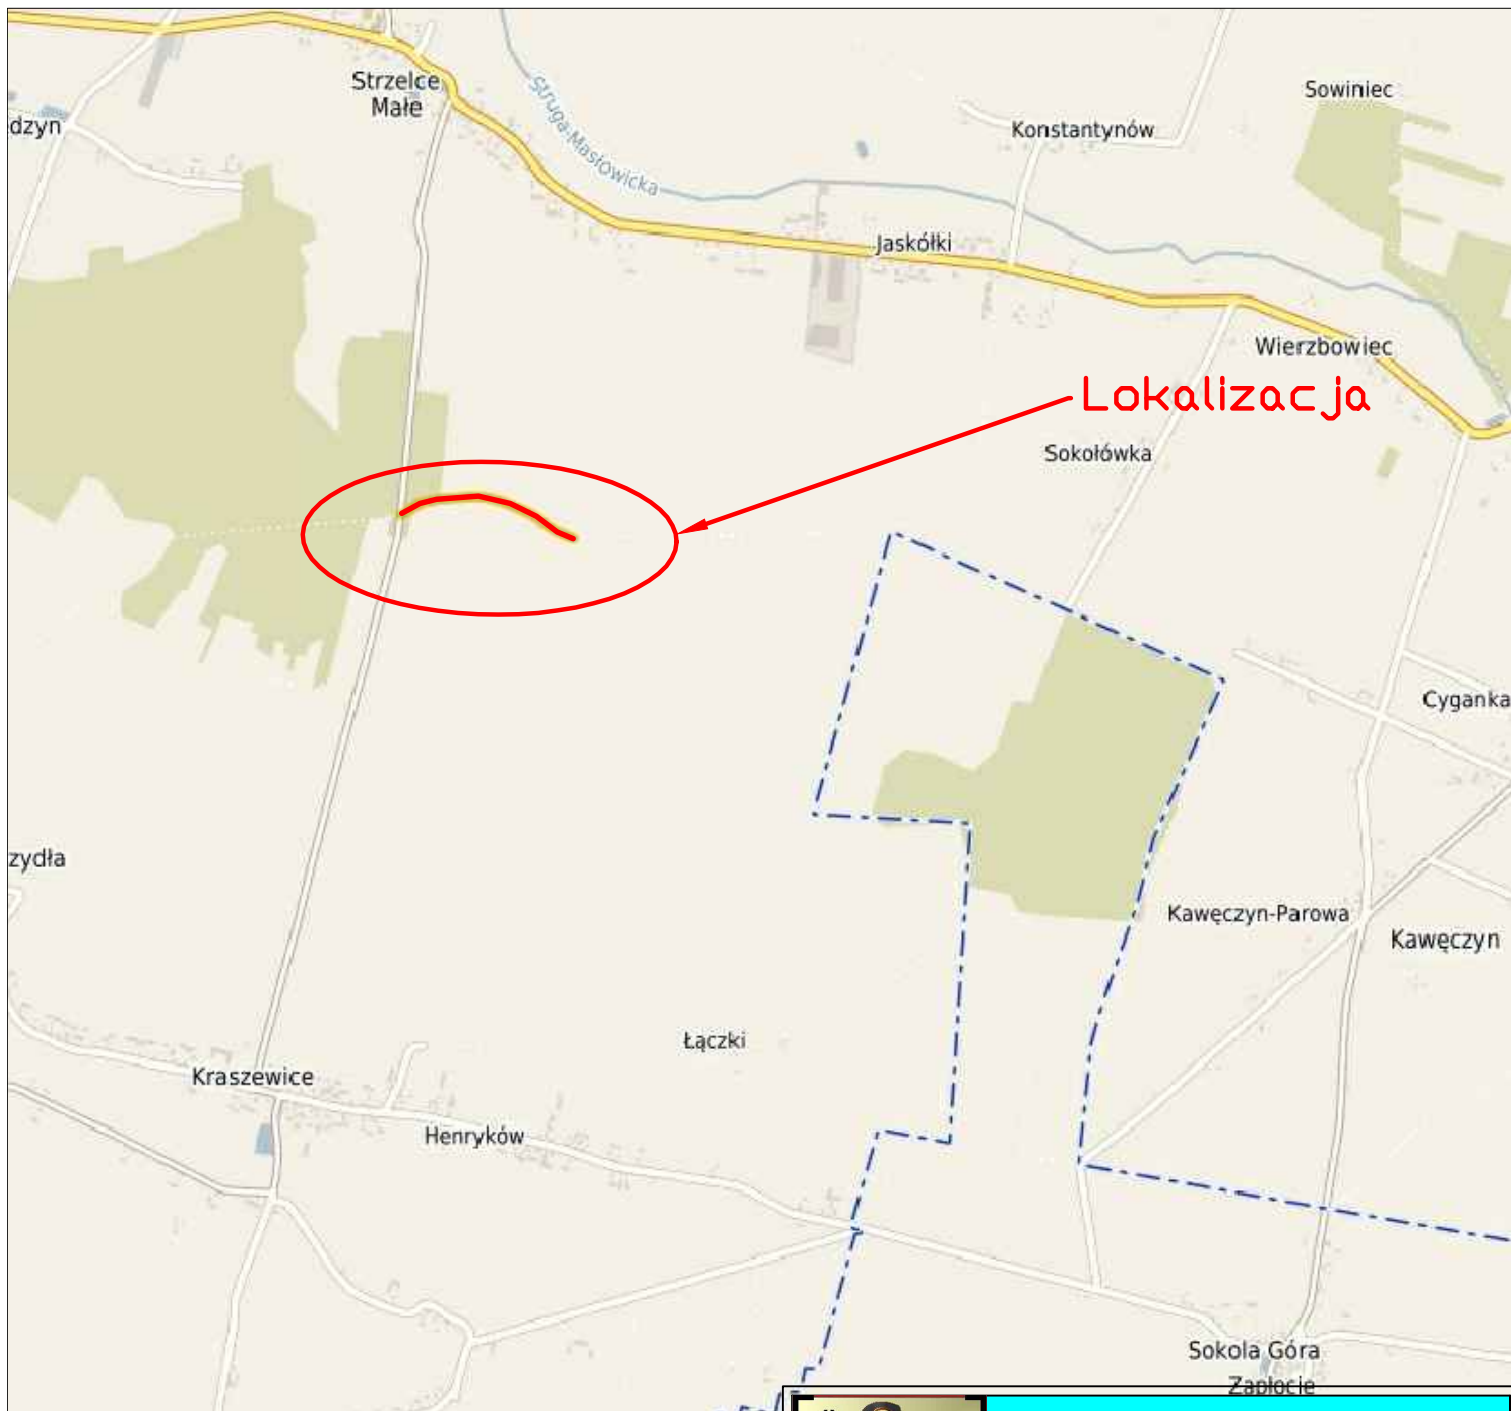 Strzelce
Małe
dzyn
Struga-Masłowicka
Konstantynów
Sowiniec
Jaskółki
Wierzbowiec
Lokalizacja
Sokołówka
Cyganka
zydła
Kawęczyn-Parowa
Kawęczyn
Łączki
Kraszewice
Henryków
Sokola Góra
Zapłocie